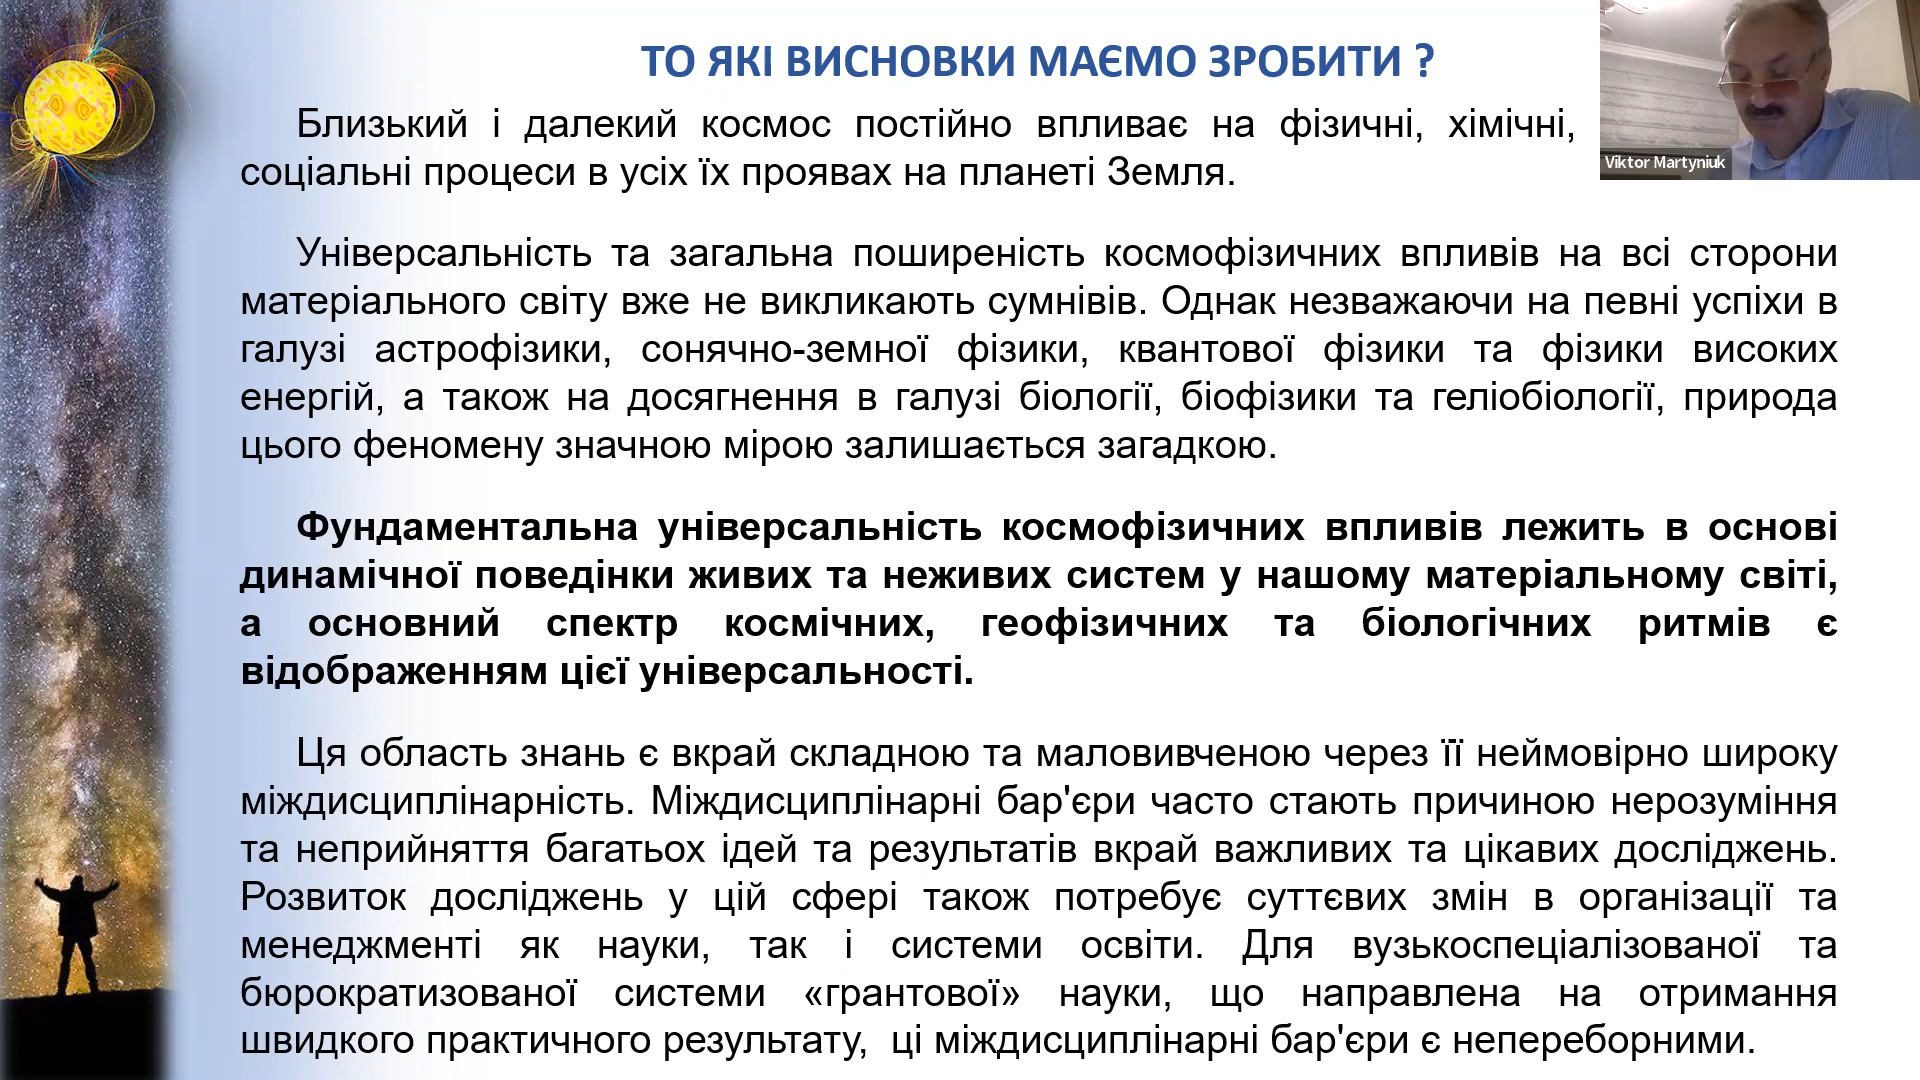 ТО ЯКІ ВИСНОВКИ МАЄМО ЗРОБИТИ ?
Близький і далекий космос постійно впливає на фізичні, хімічні,
соціальні процеси в усіх їх проявах на планеті Земля.
Viktor Martyniuk
Універсальність та загальна поширеність космофізичних впливів на всі сторони
матеріального світу вже не викликають сумнівів. Однак незважаючи на певні успіхи в
галузі астрофізики, сонячно-земної фізики, квантової фізики та фізики високих
енергій, а також на досягнення в галузі біології, біофізики та геліобіології, природа
цього феномену значною мірою залишається загадкою.
Фундаментальна універсальність космофізичних впливів лежить в основі
динамічної поведінки живих та неживих систем у нашому матеріальному світі,
а основний спектр космічних, геофізичних та біологічних ритмів є
відображенням цієї універсальності.
Ця область знань є вкрай складною та маловивченою через її неймовірно широку
міждисциплінарність. Міждисциплінарні бар'єри часто стають причиною нерозуміння
та неприйняття багатьох ідей та результатів вкрай важливих та цікавих досліджень.
Розвиток досліджень у цій сфері також потребує суттєвих змін в організації та
менеджменті як науки, так і системи освіти. Для вузькоспеціалізованої та
бюрократизованої системи «грантової» науки, що направлена на отримання
швидкого практичного результату, ці міждисциплінарні бар'єри є непереборними.